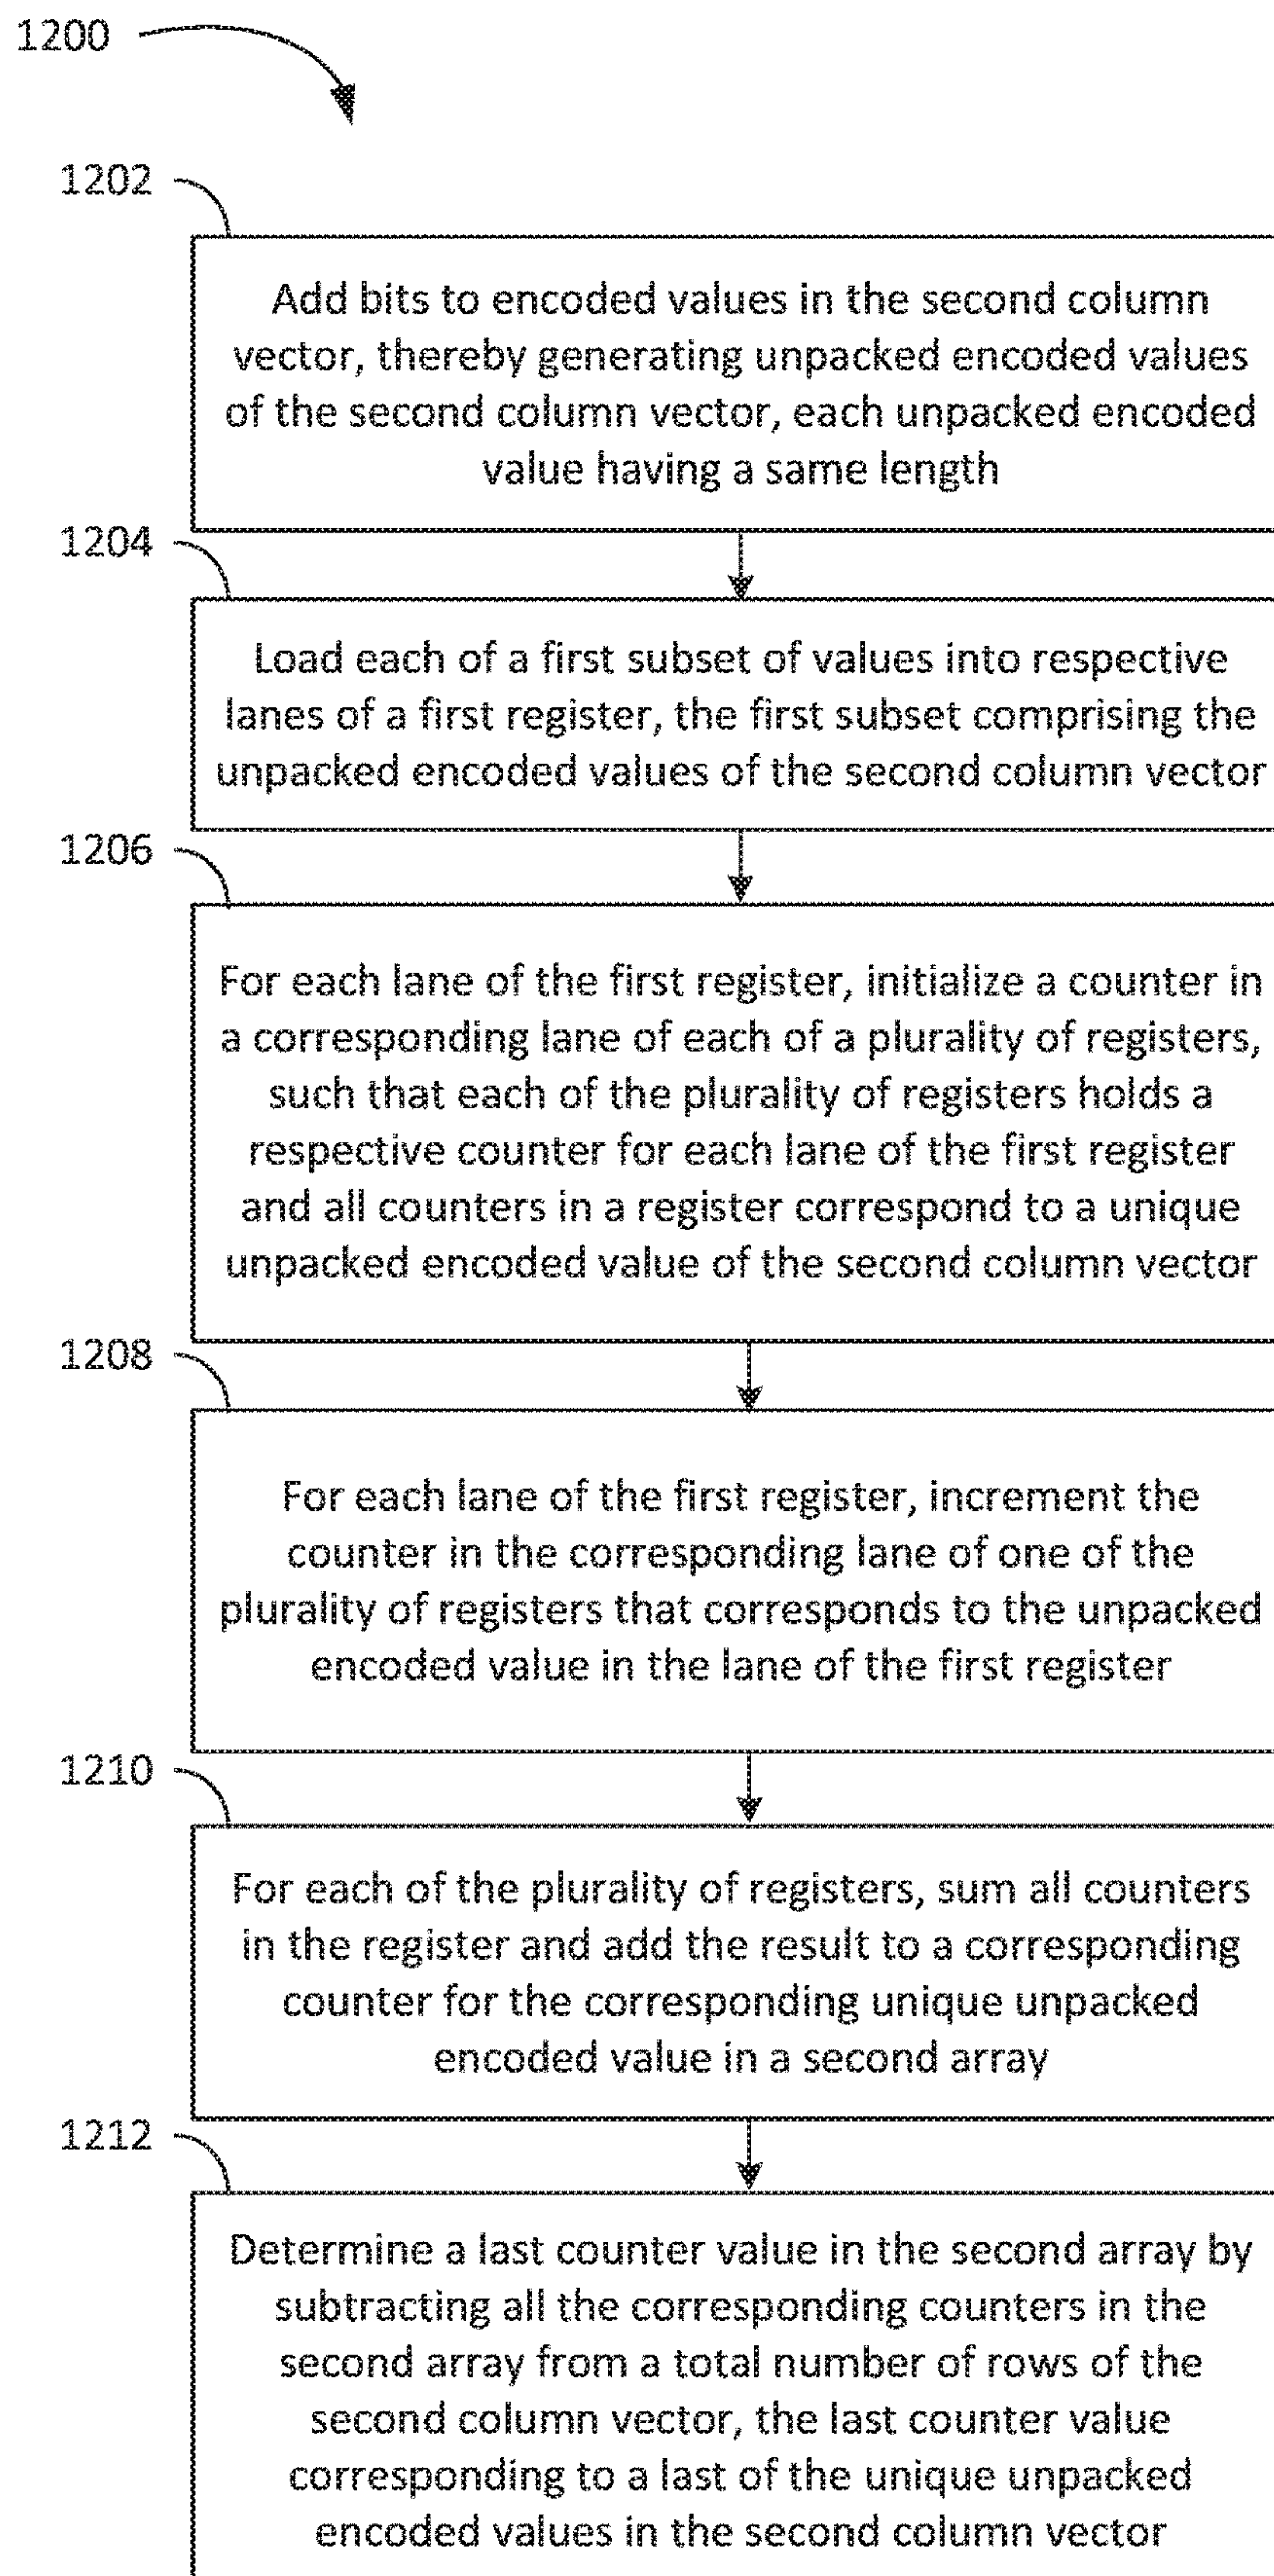 1200
1202
Add bits to encoded values in the second column
vector, thereby generating unpacked encoded values
of the second column vector, each unpacked encoded
value having a same length
1204
Load each of a first subset of values into respective
lanes of a first register, the first subset comprising the
unpacked encoded values of the second column vector
1206
For each lane of the first register, initialize a counter in
a corresponding lane of each of a plurality of registers,
such that each of the plurality of registers holds a
respective counter for each lane of the first register
and all counters in a register correspond to a unique
unpacked encoded value of the second column vector
1208
For each lane of the first register, increment the
counter in the corresponding lane of one of the
plurality of registers that corresponds to the unpacked
encoded value in the lane of the first register
1210
For each of the plurality of registers, sum all counters
in the register and add the result to a corresponding
counter for the corresponding unique unpacked
encoded value in a second array
1212
Determine a last counter value in the second array by
subtracting all the corresponding counters in the
second array from a total number of rows of the
second column vector, the last counter value
corresponding to a last of the unique unpacked
encoded values in the second column vector